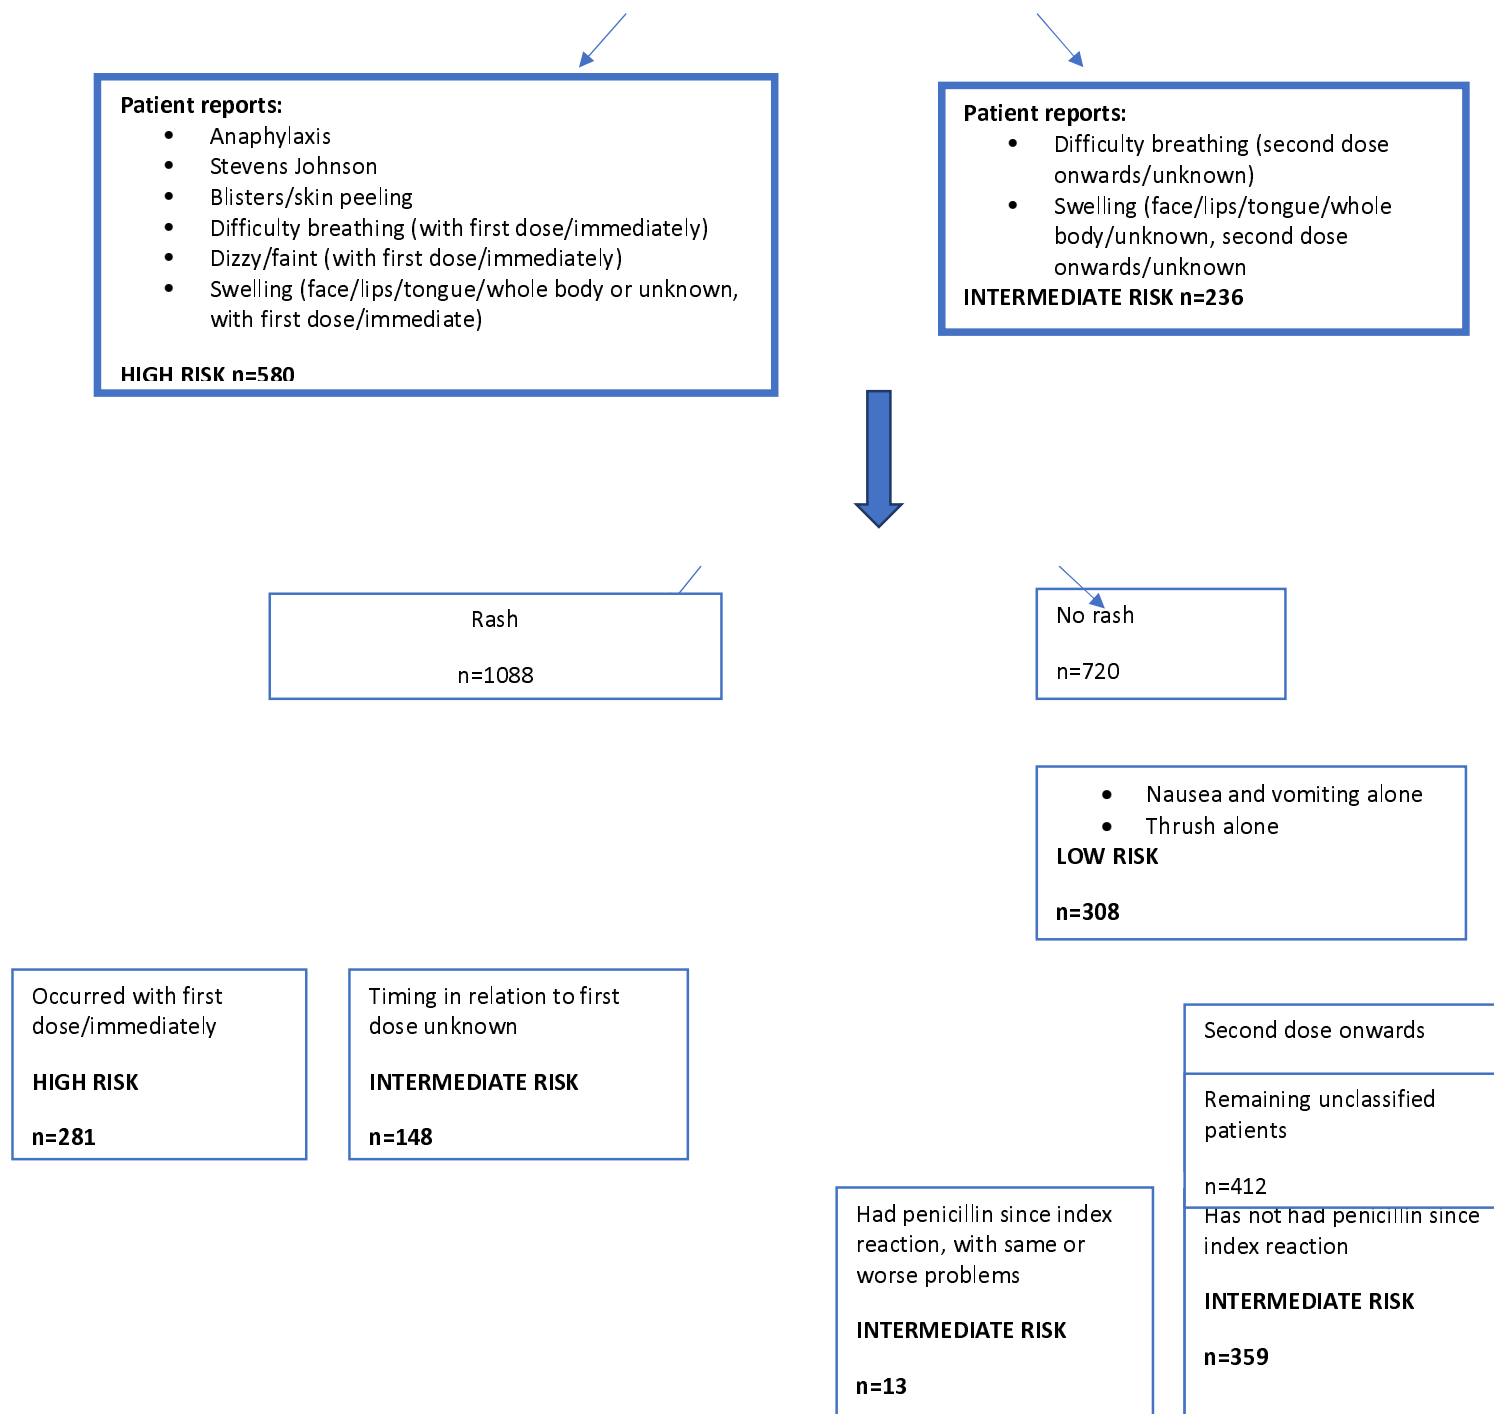 Patient reports:
• Anaphylaxis
• Stevens Johnson
• Blisters/skin peeling
• Difficulty breathing (with first dose/immediately)
• Dizzy/faint (with first dose/immediately)
• Swelling (face/lips/tongue/whole body or unknown,
with first dose/immediate)
HIGH RISK n=580
Patient reports:
• Difficulty breathing (second dose
onwards/unknown)
• Swelling (face/lips/tongue/whole
body/unknown, second dose
onwards/unknown
INTERMEDIATE RISK n=236
Rash
n=1088
No rash
n=720
• Nausea and vomiting alone
• Thrush alone
LOW RISK
n=308
Occurred with first
dose/immediately
HIGH RISK
n=281
Timing in relation to first
dose unknown
INTERMEDIATE RISK
n=148
Second dose onwards
Remaining unclassified
patients
n=412
Had penicillin since index
reaction, with same or
worse problems
INTERMEDIATE RISK
n=13
Has not had penicillin since
index reaction
INTERMEDIATE RISK
n=359